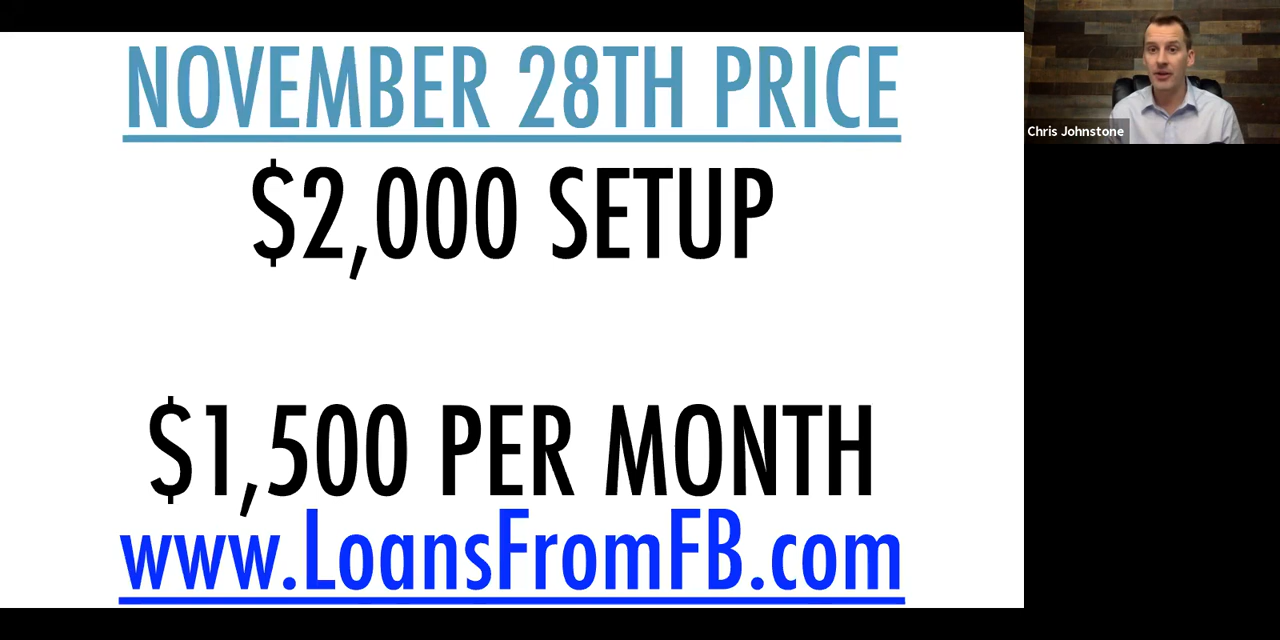 NOVEMBER 28TH PRICE
$2,000 SETUP
$1,500 PER MONTH
www.LoansFromFB.com
Chris Johnstone